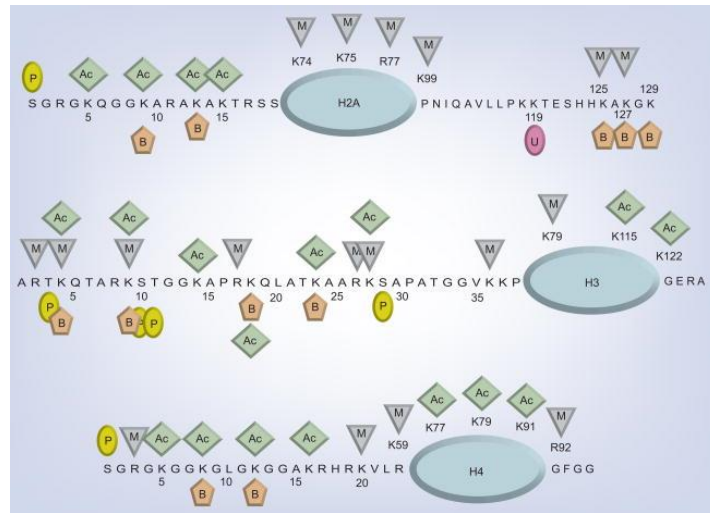 M M M M
K74 K75 R77 K99
P Ac Ac Ac Ac
S G R G K Q G G K A R A K A K T R S S H2A P N I Q A V L L P K K T E S H H K A K G K
M M
125 129
5 10 15 119 127
B B U B B B
Ac Ac Ac M Ac Ac
M M M Ac M Ac M M M K79 K115 K122
A R T K Q T A R K S T G G K A P R K Q L A T K A A R K S A P A T G G V K K P H3 G E R A
5 10 15 20 25 30 35
P B B P P B B P
Ac
Ac Ac Ac M
M K77 K79 K91 R92
K59
P M Ac Ac Ac Ac M
S G R G K G G K G L G K G G A K R H R K V L R H4 G F G G
5 10 15 20
B B